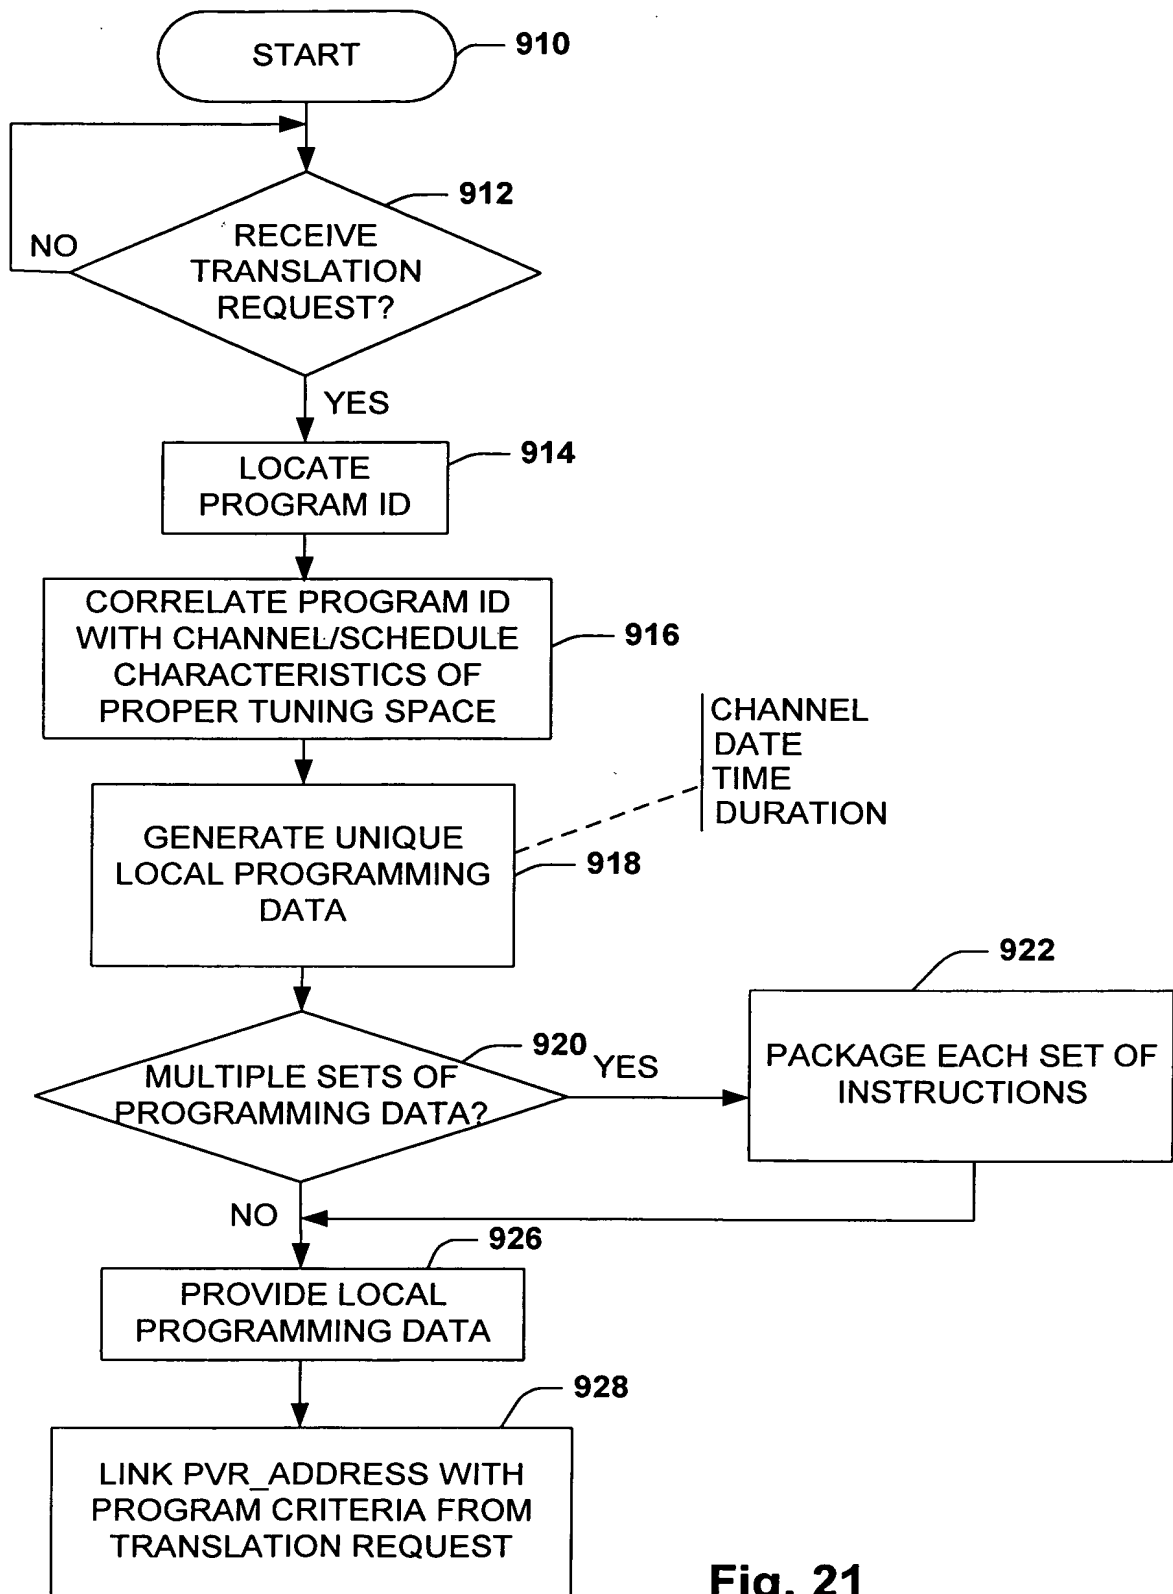 START
910
912
RECEIVE
TRANSLATION
REQUEST?
NO
YES
914
LOCATE
PROGRAM ID
CORRELATE PROGRAM ID
WITH CHANNEL/SCHEDULE
CHARACTERISTICS OF
PROPER TUNING SPACE
916
CHANNEL
DATE
TIME
DURATION
GENERATE UNIQUE
LOCAL PROGRAMMING
DATA
918
920
MULTIPLE SETS OF
PROGRAMMING DATA?
YES
922
PACKAGE EACH SET OF
INSTRUCTIONS
NO
926
PROVIDE LOCAL
PROGRAMMING DATA
928
LINK PVR_ADDRESS WITH
PROGRAM CRITERIA FROM
TRANSLATION REQUEST
Fig. 21